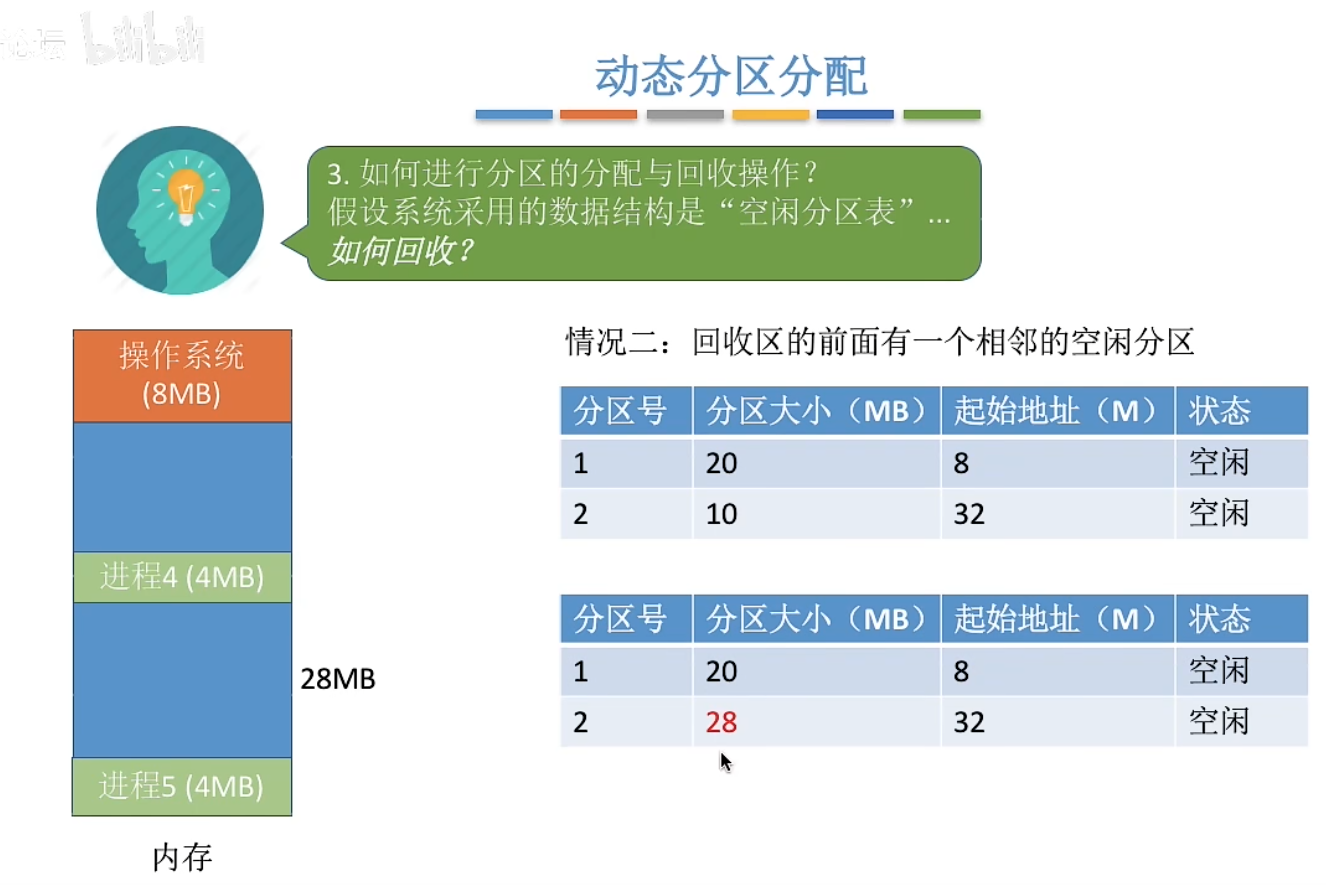 论坛 bilibili
动态分区分配
3. 如何进行分区的分配与回收操作？
假设系统采用的数据结构是“空闲分区表”...
如何回收？
操作系统
(8MB)
进程4 (4MB)
28MB
进程5 (4MB)
内存
情况二：回收区的前面有一个相邻的空闲分区
分区号 分区大小（MB） 起始地址（M） 状态
1 20 8 空闲
2 10 32 空闲
分区号 分区大小（MB） 起始地址（M） 状态
1 20 8 空闲
2 28 32 空闲